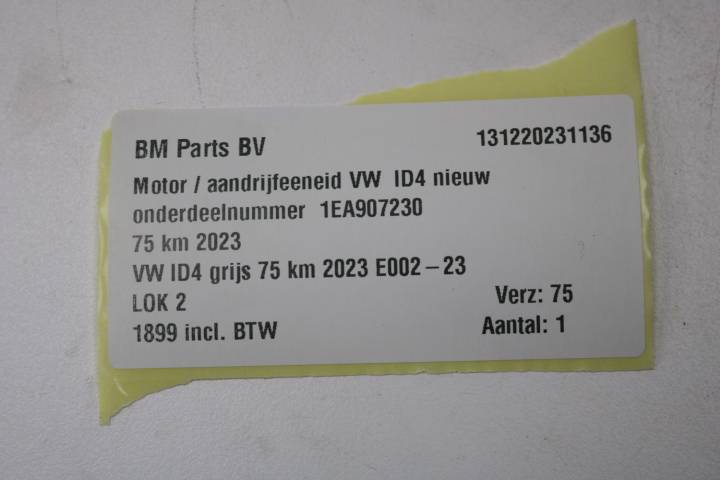 BM Parts BV 131220231136
Motor / aandrijfeeneid VW ID4 nieuw
onderdeelnummer 1EA907230
75 km 2023
VW ID4 grijs 75 km 2023 E002-23
LOK 2 Verz: 75
1899 incl. BTW Aantal: 1